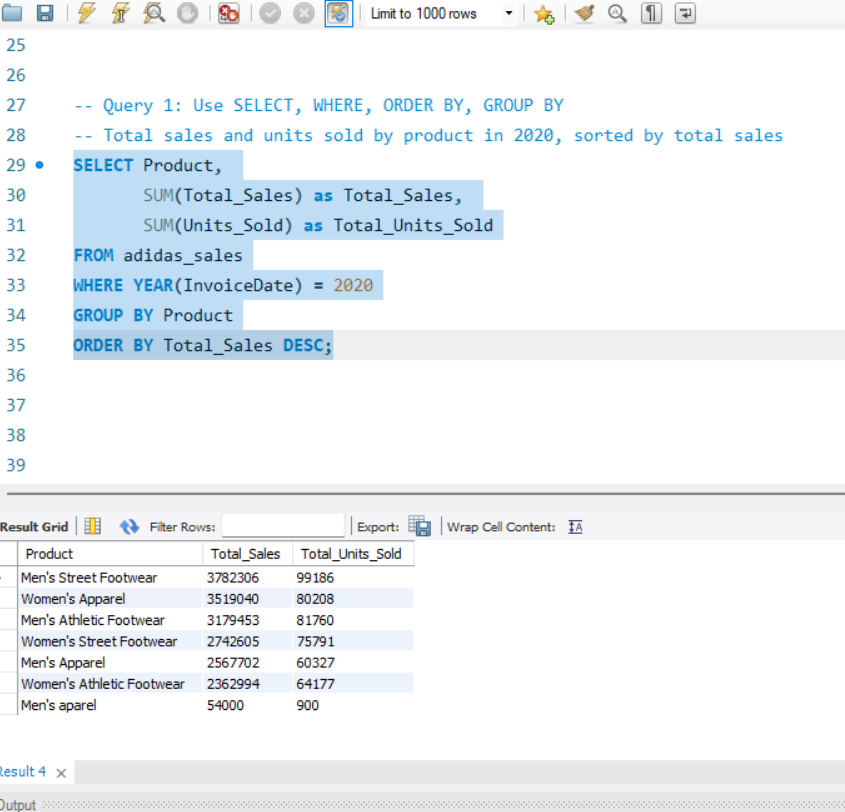 Limit to 1000 rows
25
26
27 -- Query 1: Use SELECT, WHERE, ORDER BY, GROUP BY
28 -- Total sales and units sold by product in 2020, sorted by total sales
29 SELECT Product,
30 SUM(Total_Sales) as Total_Sales,
31 SUM(Units_Sold) as Total_Units_Sold
32 FROM adidas_sales
33 WHERE YEAR(InvoiceDate) = 2020
34 GROUP BY Product
35 ORDER BY Total_Sales DESC;
36
37
38
39
Result Grid Filter Rows: Export: Wrap Cell Content: IA
Product Total_Sales Total_Units_Sold
Men's Street Footwear 3782306 99186
Women's Apparel 3519040 80208
Men's Athletic Footwear 3179453 81760
Women's Street Footwear 2742605 75791
Men's Apparel 2567702 60327
Women's Athletic Footwear 2362994 64177
Men's aparel 54000 900
Result 4 ×
Output